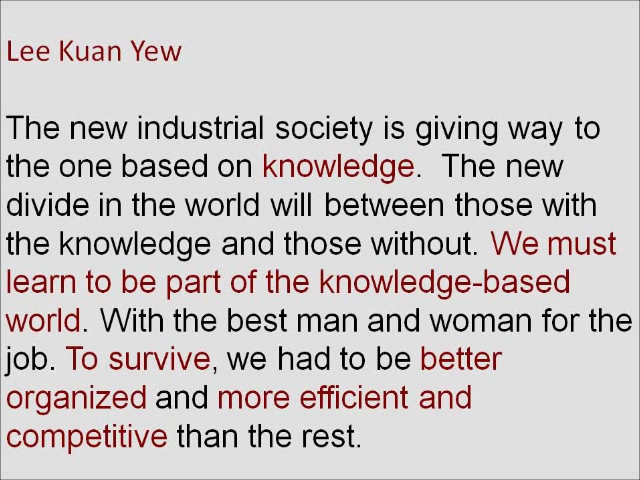 Lee Kuan Yew
The new industrial society is giving way to
the one based on knowledge.  The new
divide in the world will between those with
the knowledge and those without. We must
learn to be part of the knowledge-based
world. With the best man and woman for the
job. To survive, we had to be better
organized and more efficient and
competitive than the rest.